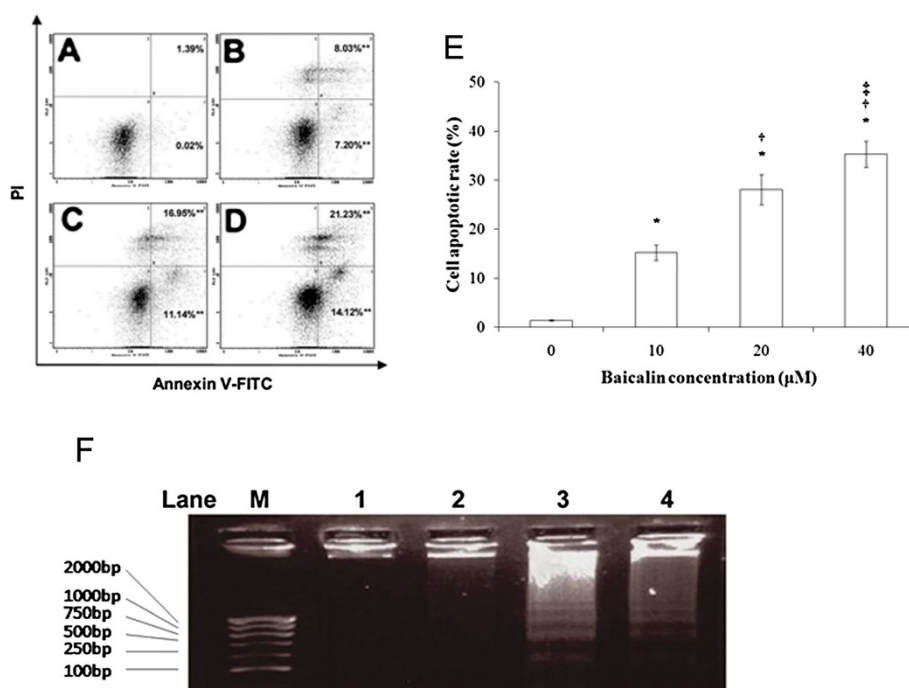 A
1.39%
0.02%
B
8.03%**
7.20%**
C
16.95%**
11.14%**
D
21.23%**
14.12%**
PI
Annexin V-FITC
E
Cell apoptotic rate (%)
50
40
30
20
10
0
*
†
*
‡
†
*
0 10 20 40
Baicalin concentration (µM)
F
Lane M 1 2 3 4
2000bp
1000bp
750bp
500bp
250bp
100bp